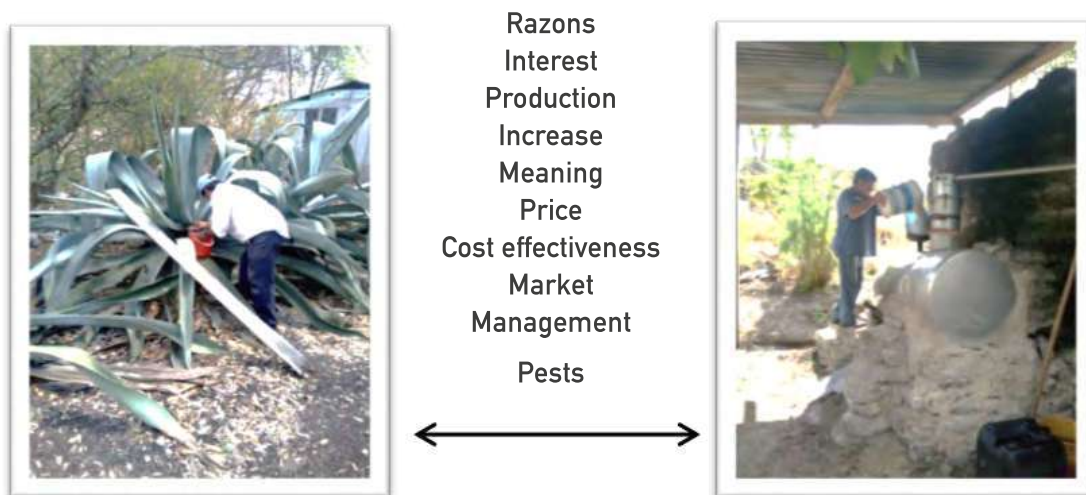 Razons
Interest
Production
Increase
Meaning
Price
Cost effectiveness
Market
Management
Pests